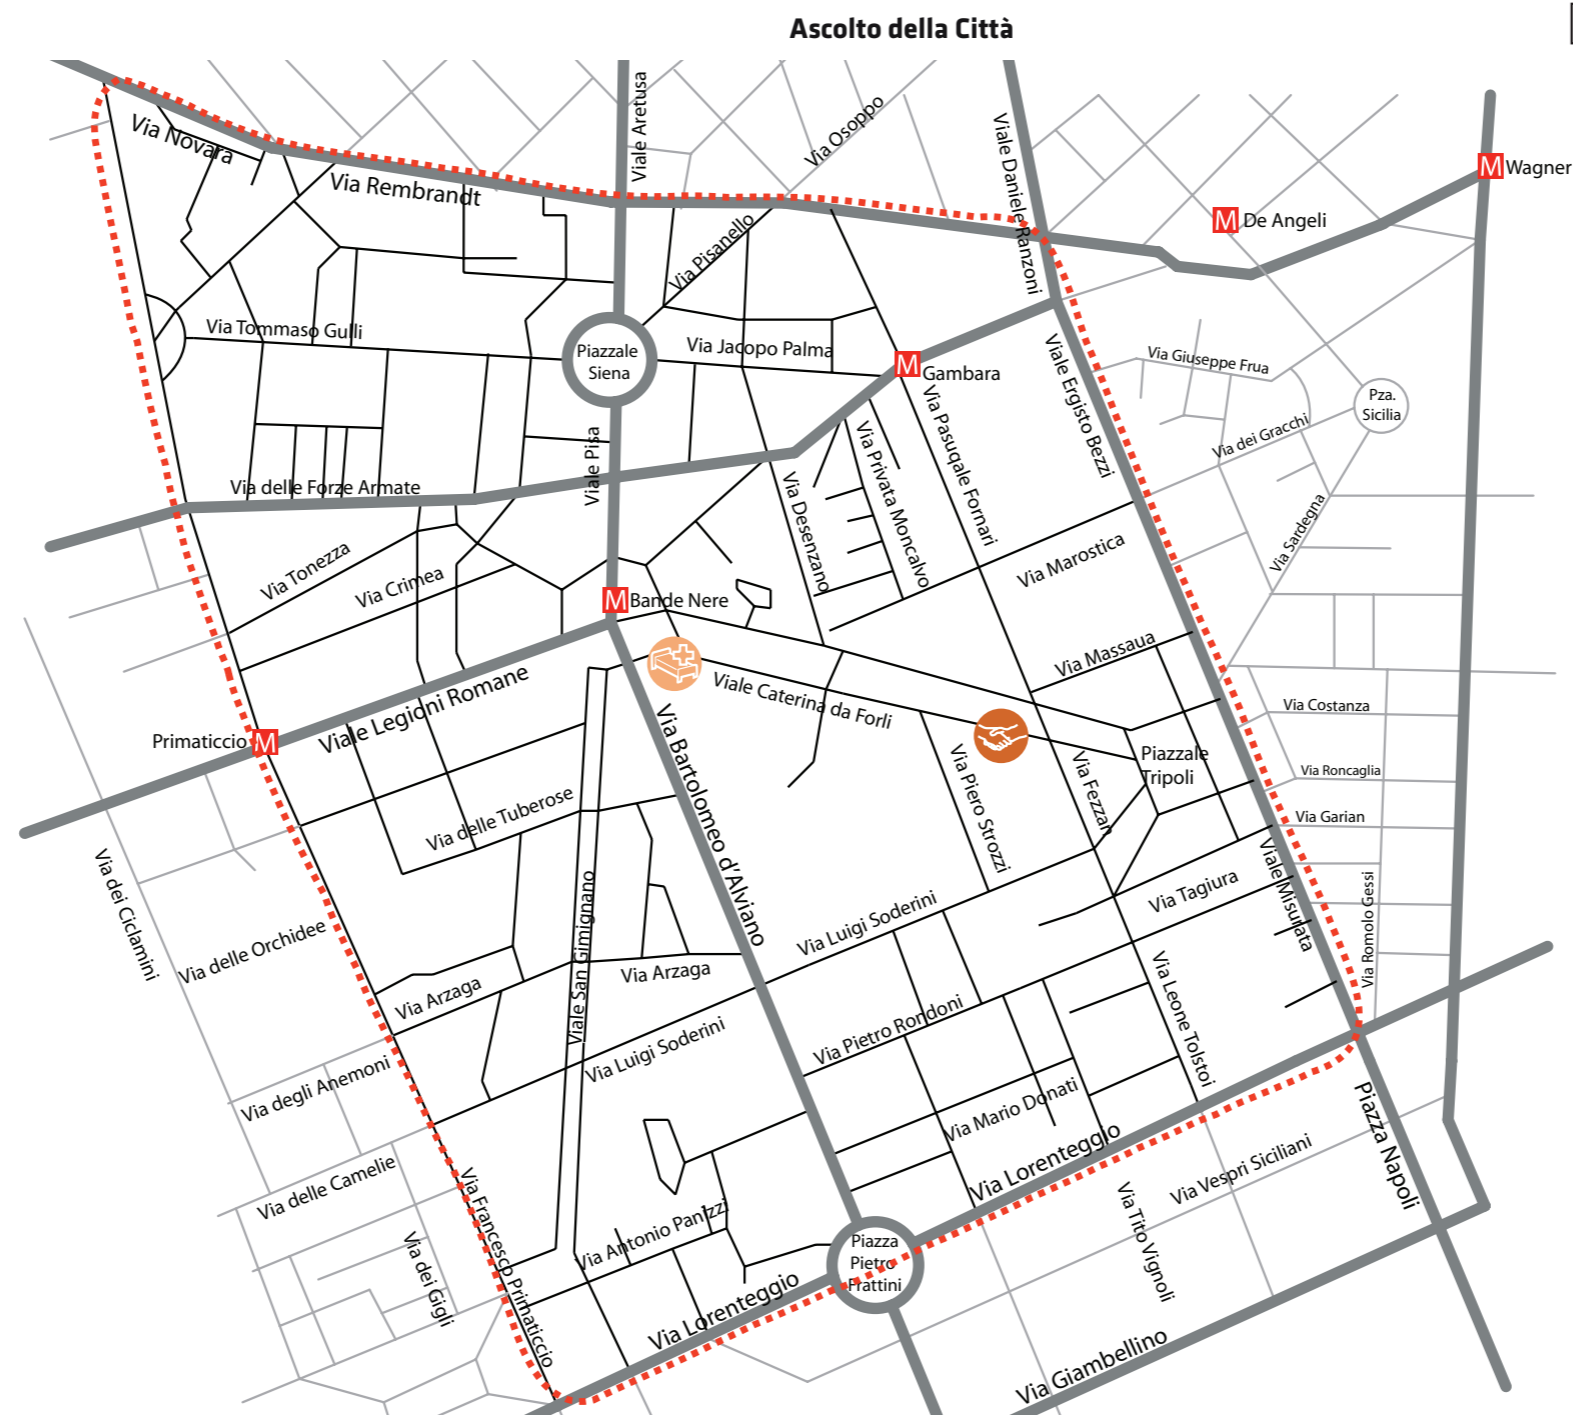 Ascolto della Città
Viale Aretusa
Via Osoppo
Viale Daniele Ranzoni
Via Novara
Via Rembrandt
M Wagner
M De Angeli
Via Pisanello
Via Tommaso Gulli
Piazzale
Siena
Via Jacopo Palma
M
Gambara
Viale Ergisto Bezzi
Via Giuseppe Frua
Pza.
Sicilia
Via dei Gracchi
Via Pasuqale Fornari
Via Privata Moncalvo
Viale Pisa
Via delle Forze Armate
Via Desenzano
Via Sardegna
Via Tonezza
Via Crimea
Via Marostica
M Bande Nere
Via Massaua
Viale Caterina da Forli
Viale Legioni Romane
Primaticcio M
Via Costanza
Via Bartolomeo d'Alviano
Piazzale
Tripoli
Via Piero Strozzi
Via Fezzan
Via Roncaglia
Via Garian
Via delle Tuberose
Viale Misurata
Via Romolo Gessi
Via dei Ciclamini
Via delle Orchidee
Viale San Gimignano
Via Luigi Soderini
Via Tagiura
Via Arzaga
Via Arzaga
Via Leone Tolstoi
Via Pietro Rondoni
Via Luigi Soderini
Via degli Anemoni
Via Mario Donati
Via Lorenteggio
Piazza Napoli
Via delle Camelie
Via Vespri Siciliani
Via Francesco Primaticcio
Via Antonio Panizzi
Via dei Gigli
Via Tito Vignoli
Piazza
Pietro
Frattini
Via Lorenteggio
Via Giambellino